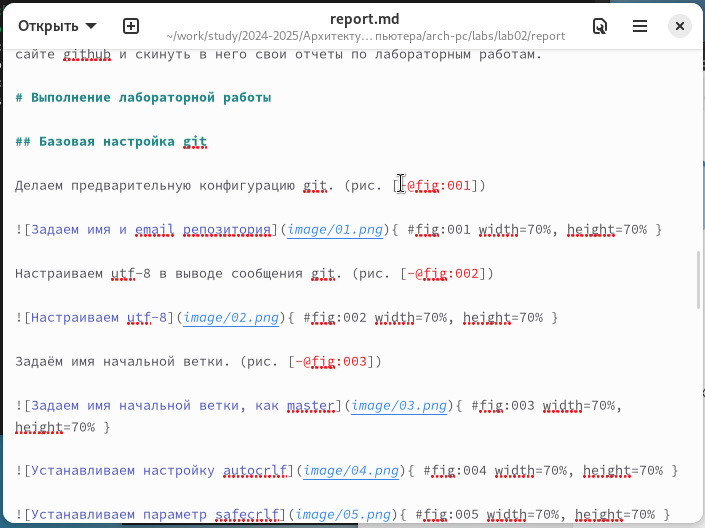 Открыть
report.md
~/work/study/2024-2025/Архитекту…пьютера/arch-pc/labs/lab02/report
сайте github и скинуть в него свои отчеты по лабораторным работам.
# Выполнение лабораторной работы
## Базовая настройка git
Делаем предварительную конфигурацию git. (рис. [-@fig:001])
![Задаем имя и email репозитория](image/01.png){ #fig:001 width=70%, height=70% }
Настраиваем utf-8 в выводе сообщения git. (рис. [-@fig:002])
![Настраиваем utf-8](image/02.png){ #fig:002 width=70%, height=70% }
Задаём имя начальной ветки. (рис. [-@fig:003])
![Задаем имя начальной ветки, как master](image/03.png){ #fig:003 width=70%,
height=70% }
![Устанавливаем настройку autocrlf](image/04.png){ #fig:004 width=70%, height=70% }
![Устанавливаем параметр safecrlf](image/05.png){ #fig:005 width=70%, height=70% }